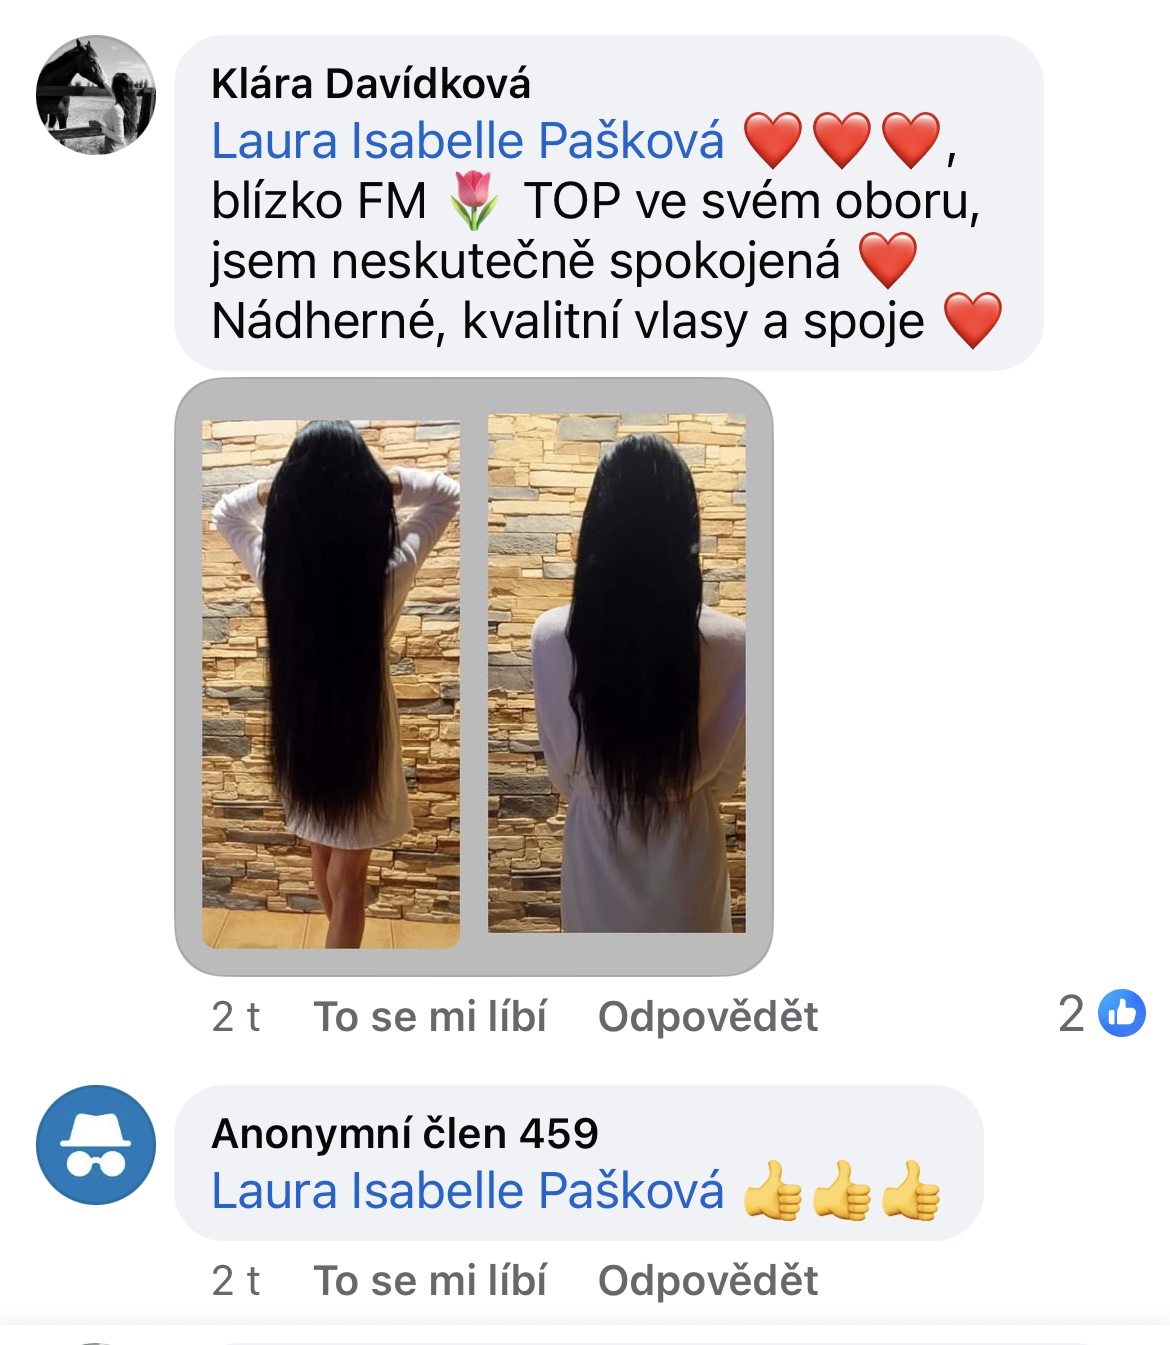 Klára Davídková
Laura Isabelle Pašková ❤️❤️❤️,
blízko FM 🌷 TOP ve svém oboru,
jsem neskutečně spokojená ❤️
Nádherné, kvalitní vlasy a spoje ❤️
2 t To se mi líbí Odpovědět 2
Anonymní člen 459
Laura Isabelle Pašková 👍👍👍
2 t To se mi líbí Odpovědět